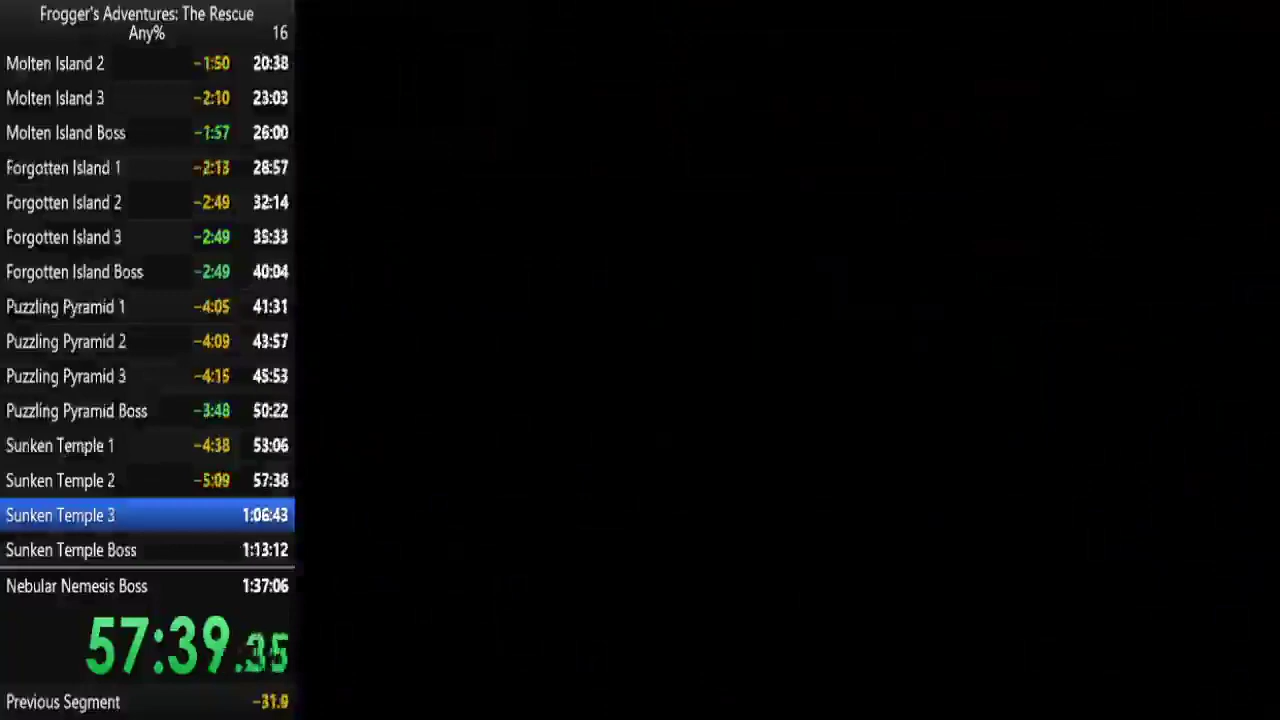 Frogger's Adventures: The Rescue
Any% 16
Molten Island 2 -1:50 20:38
Molten Island 3 -2:10 23:03
Molten Island Boss -1:57 26:00
Forgotten Island 1 -2:13 28:57
Forgotten Island 2 -2:49 32:14
Forgotten Island 3 -2:49 35:33
Forgotten Island Boss -2:49 40:04
Puzzling Pyramid 1 -4:05 41:31
Puzzling Pyramid 2 -4:09 43:57
Puzzling Pyramid 3 -4:15 45:53
Puzzling Pyramid Boss -3:48 50:22
Sunken Temple 1 -4:38 53:06
Sunken Temple 2 -5:09 57:38
Sunken Temple 3 1:06:43
Sunken Temple Boss 1:13:12
Nebular Nemesis Boss 1:37:06
57:39.35
Previous Segment -31.9